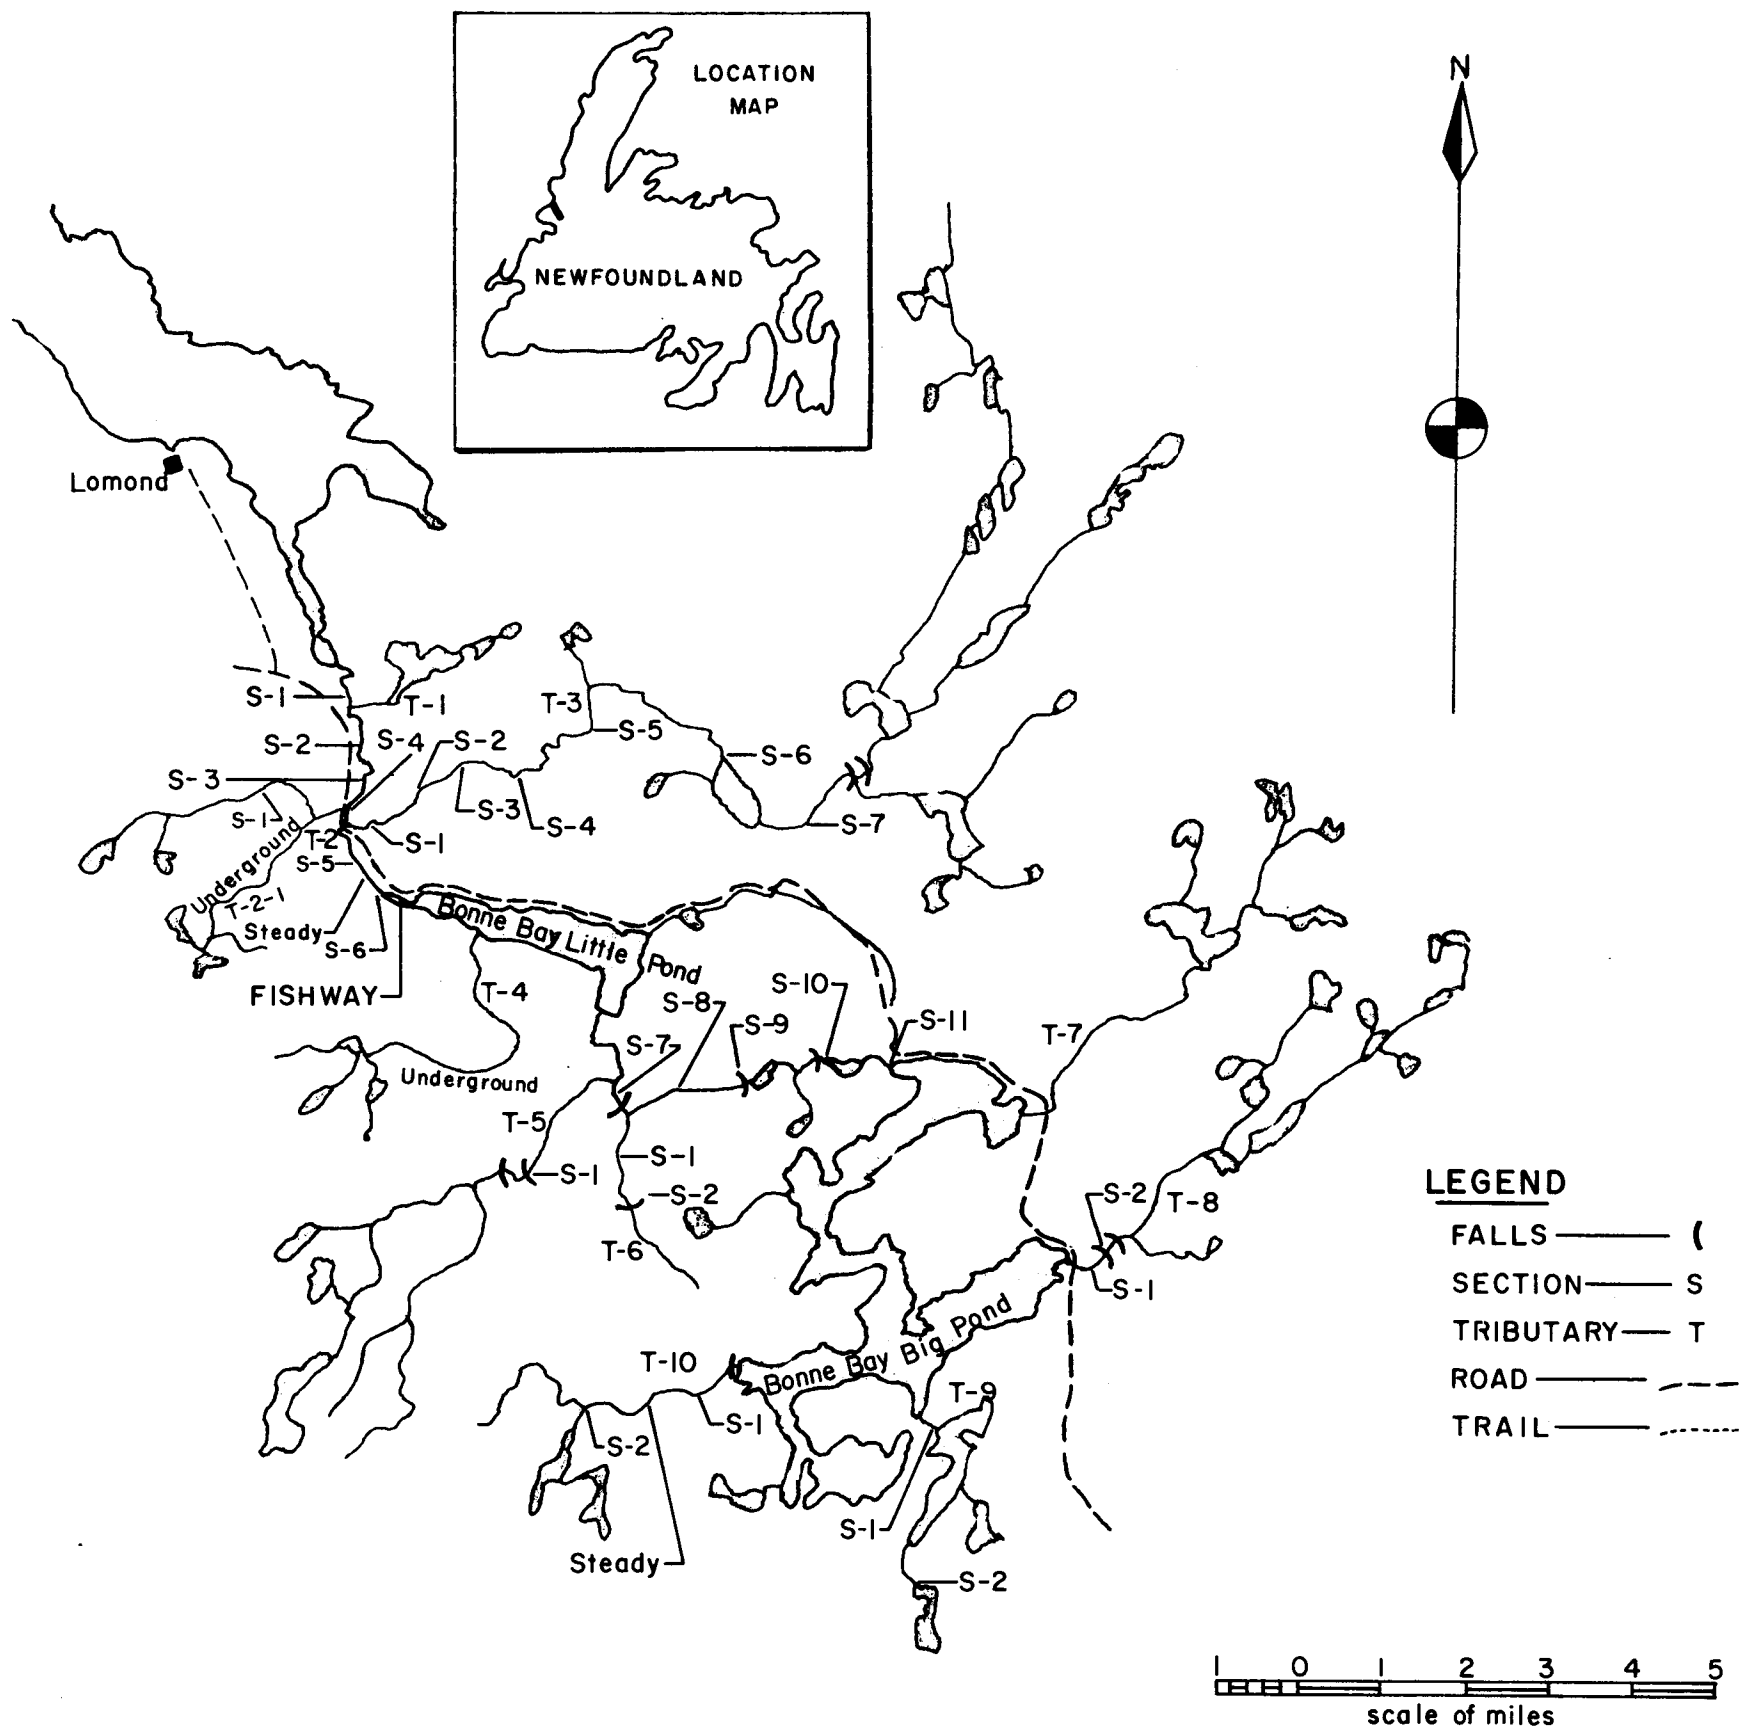 LOCATION
MAP
NEWFOUNDLAND
N
Lomond
S-1
T-1
T-3
S-2
S-4
S-2
S-5
S-6
S-3
S-1
S-3
S-4
S-7
Underground
T-2
S-1
S-5
T-2-1
Steady
S-6
Bonne Bay Little Pond
FISHWAY
T-4
S-8
S-10
S-9
S-11
T-7
S-7
Underground
T-5
S-1
S-1
S-2
T-6
S-2
T-8
S-1
LEGEND
FALLS (
SECTION S
TRIBUTARY T
ROAD
TRAIL
Bonne Bay Big Pond
T-10
T-9
S-1
S-2
S-1
Steady
S-2
1 0 1 2 3 4 5
scale of miles